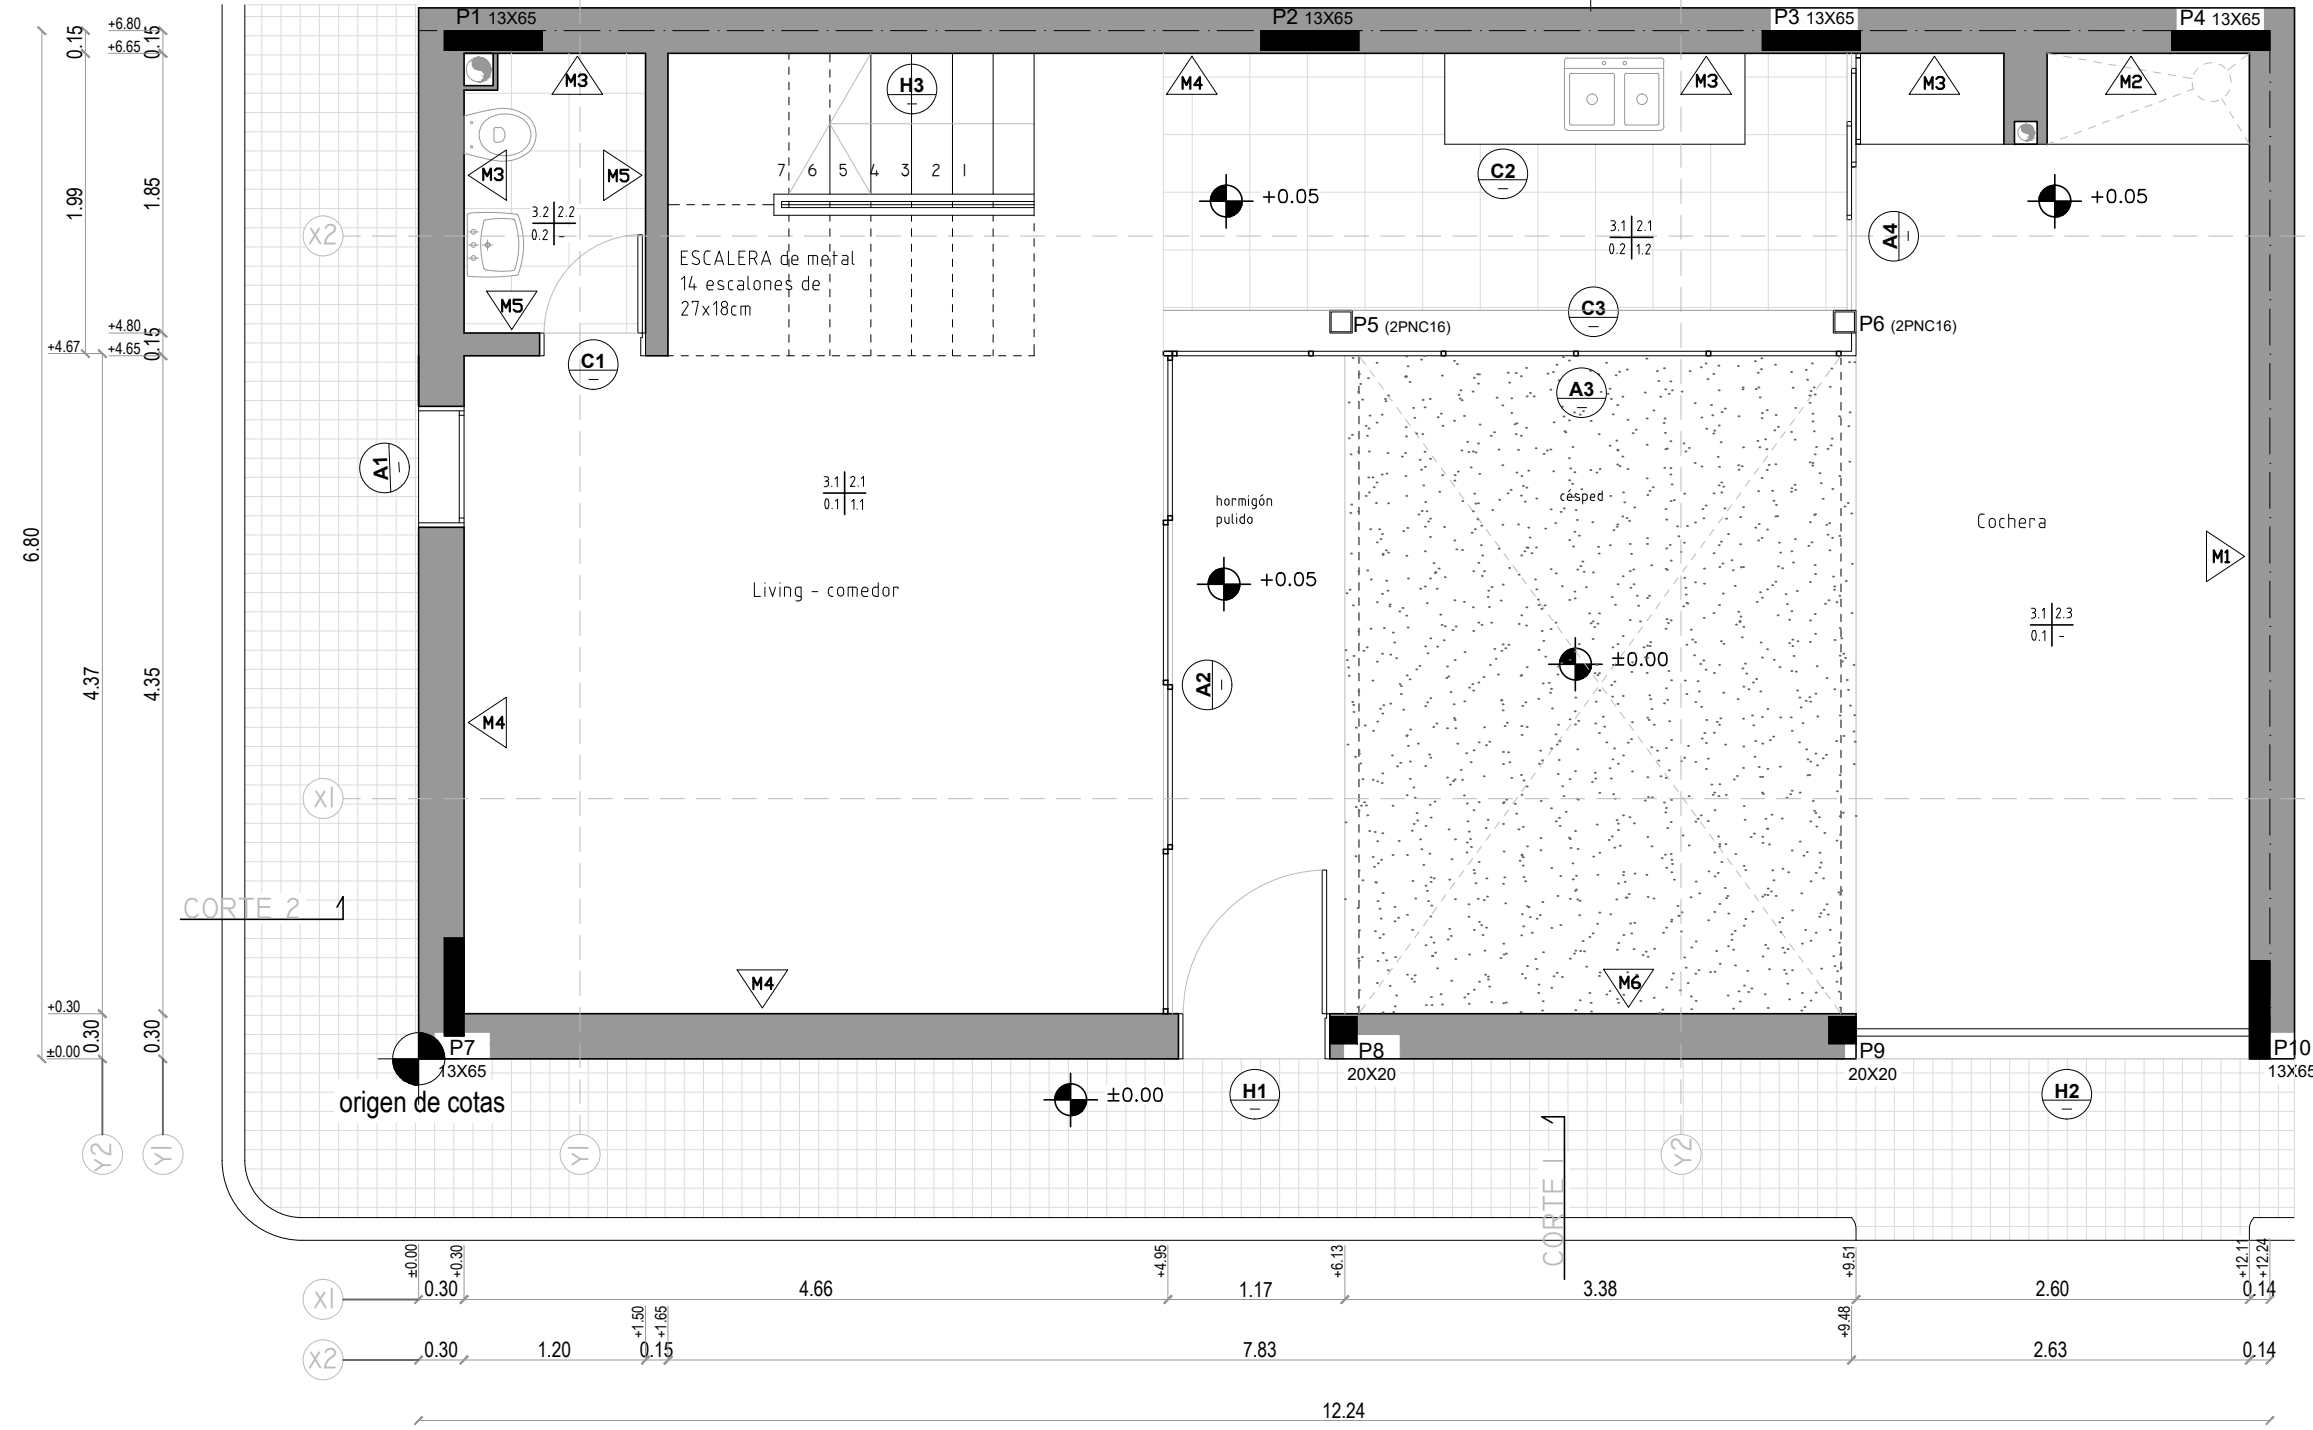 P1 13X65
P2 13X65
P3 13X65
P4 13X65
+6.80
0.15
0.15
+6.65
M3
H3
–
M4
M3
M3
M2
1.99
1.85
M3
M5
7 6 5 4 3 2 1
C2
–
+0.05
+0.05
3.2 2.2
0.2 –
3.1 2.1
0.2 1.2
X2
A4
–
ESCALERA de metal
14 escalones de
27x18cm
M5
C3
–
P5 (2PNC16)
P6 (2PNC16)
+4.80
0.15
+4.67
+4.65
C1
–
A3
–
A1
–
3.1 2.1
0.1 1.1
hormigón
pulido
césped
Cochera
6.80
M1
Living - comedor
+0.05
3.1 2.3
0.1 –
±0.00
4.37
4.35
A2
–
M4
X1
CORTE 2
1
M4
M6
+0.30
0.30
0.30
±0.00
P7
13X65
P8
20X20
P9
20X20
P10
13X65
origen de cotas
±0.00
H1
–
H2
–
1
Y2
Y1
Y1
Y2
CORTE 1
±0.00
+0.30
+4.95
+6.13
+9.51
+12.11
+12.24
X1
0.30
4.66
1.17
3.38
2.60
0.14
+1.50
+1.65
+9.48
X2
0.30
1.20
0.15
7.83
2.63
0.14
12.24